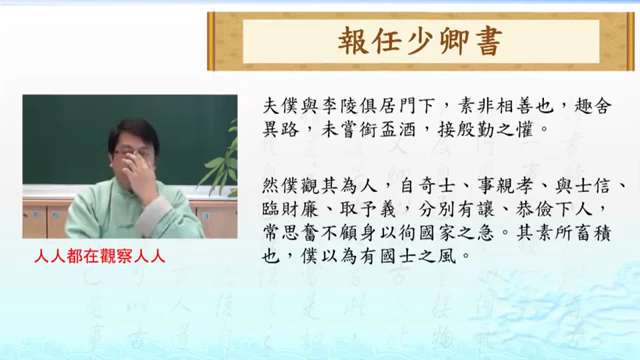 報任少卿書
夫僕與李陵俱居門下，素非相善也，趣舍
異路，未嘗銜盃酒，接殷勤之懽。
然僕觀其為人，自奇士、事親孝、與士信、
臨財廉、取予義，分別有讓、恭儉下人，
常思奮不顧身以徇國家之急。其素所畜積
也，僕以為有國士之風。
人人都在觀察人人